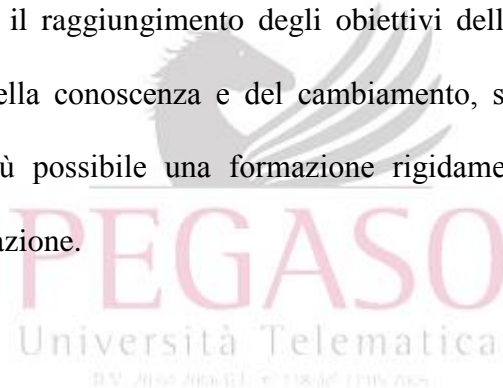 il raggiungimento degli obiettivi dell
ella conoscenza e del cambiamento, s
ù possibile una formazione rigidame
azione.
PEGASO
Università Telematica